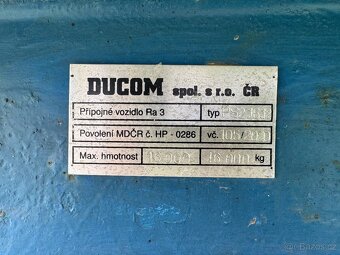 DUCOM spol. s r.o. ČR
Přípojné vozidlo Ra 3 typ
Povolení MDČR č. HP - 0286 vč.
Max. hmotnost kg